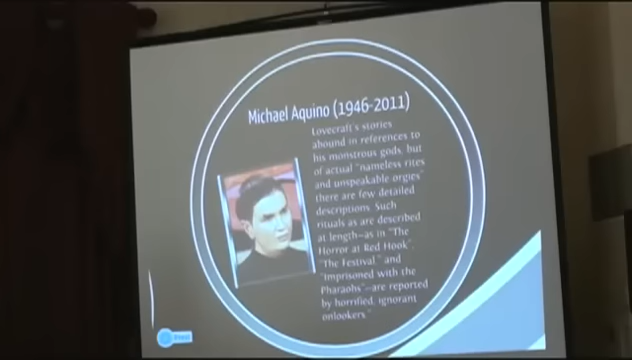 Michael Aquino (1946-2011)
Lovecraft's stories
abound in references to
his monstrous gods, but
of actual "nameless rites
and unspeakable orgies"
there are few detailed
descriptions. Such
rituals as are described
at length—as in "The
Horror at Red Hook",
"The Festival," and
"Imprisoned with the
Pharaohs"—are reported
by horrified, ignorant
onlookers."
Prezi